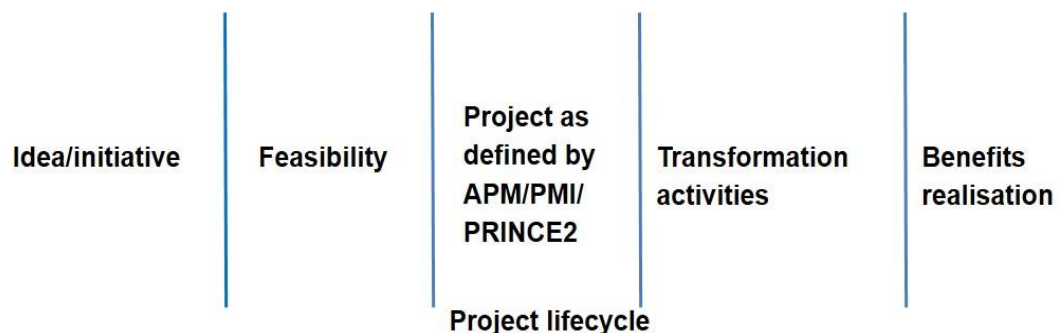 Idea/initiative
Feasibility
Project as
defined by
APM/PMI/
PRINCE2
Transformation
activities
Benefits
realisation
Project lifecycle